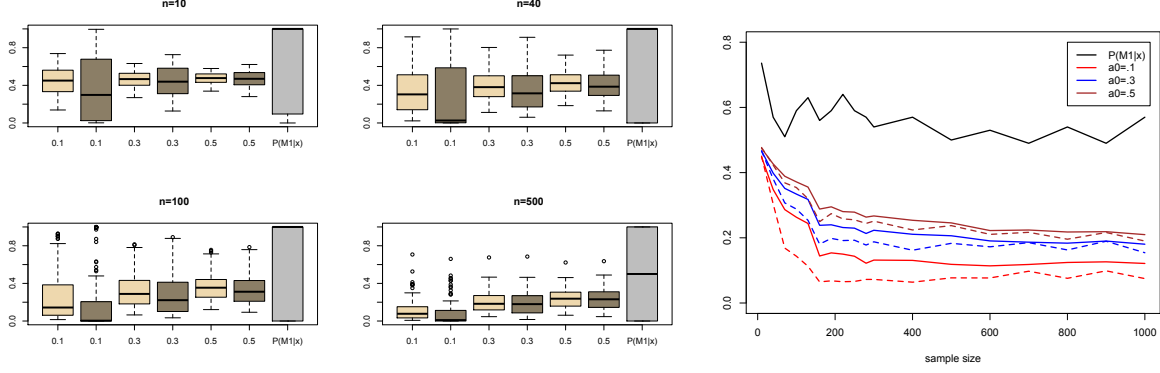 n=10
0.0 0.4 0.8
0.1 0.1 0.3 0.3 0.5 0.5 P(M1|x)
n=40
0.0 0.4 0.8
0.1 0.1 0.3 0.3 0.5 0.5 P(M1|x)
n=100
0.0 0.4 0.8
0.1 0.1 0.3 0.3 0.5 0.5 P(M1|x)
n=500
0.0 0.4 0.8
0.1 0.1 0.3 0.3 0.5 0.5 P(M1|x)
0.0 0.2 0.4 0.6 0.8
P(M1|x)
a0=.1
a0=.3
a0=.5
0 200 400 600 800 1000
sample size